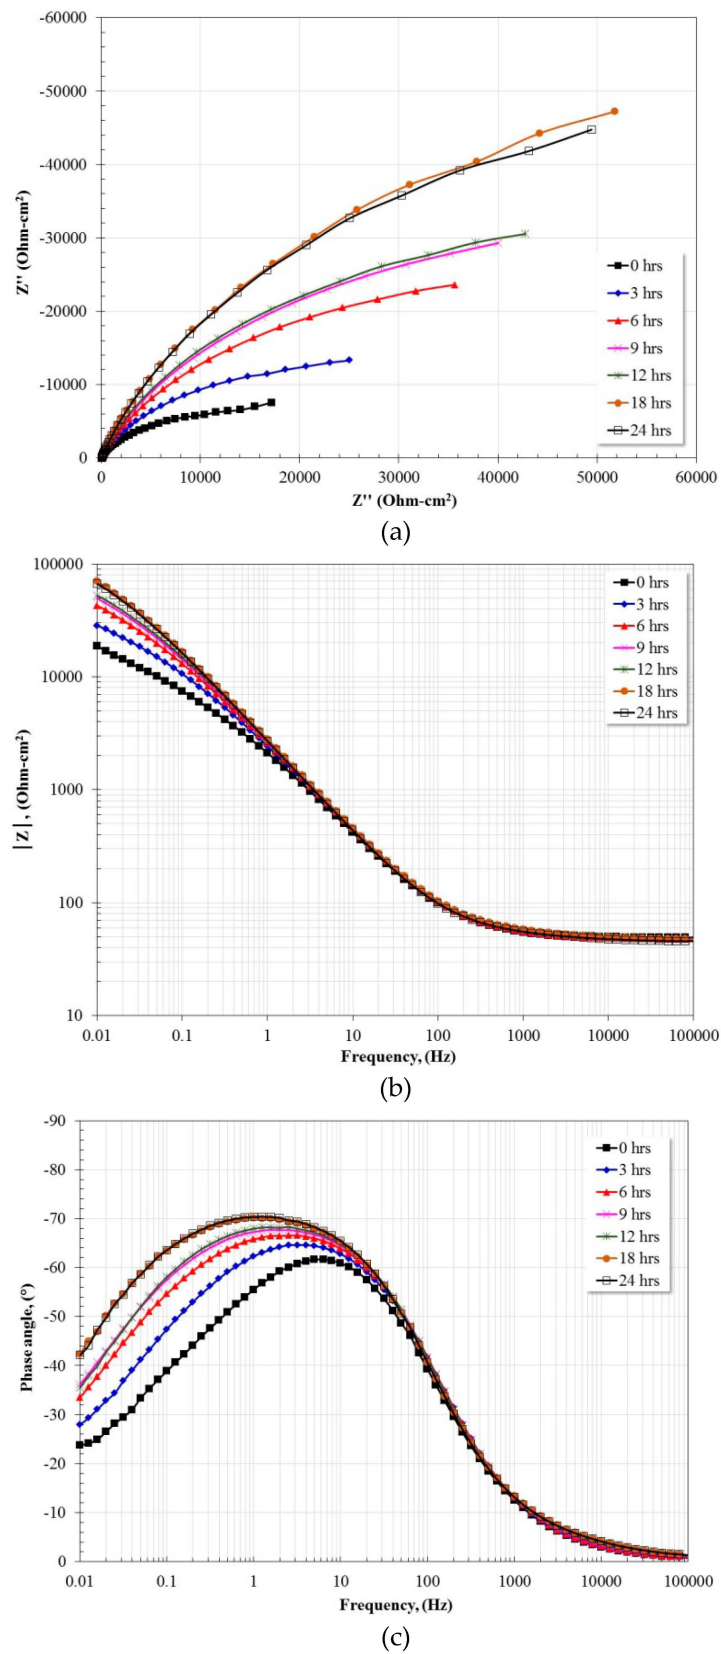 -60000
-50000
-40000
-30000
-20000
-10000
0
Z'' (Ohm-cm²)
0 10000 20000 30000 40000 50000 60000
Z'' (Ohm-cm²)
0 hrs
3 hrs
6 hrs
9 hrs
12 hrs
18 hrs
24 hrs
(a)
100000
10000
1000
100
10
|Z|, (Ohm-cm²)
0.01 0.1 1 10 100 1000 10000 100000
Frequency, (Hz)
0 hrs
3 hrs
6 hrs
9 hrs
12 hrs
18 hrs
24 hrs
(b)
-90
-80
-70
-60
-50
-40
-30
-20
-10
0
Phase angle, (°)
0.01 0.1 1 10 100 1000 10000 100000
Frequency, (Hz)
0 hrs
3 hrs
6 hrs
9 hrs
12 hrs
18 hrs
24 hrs
(c)